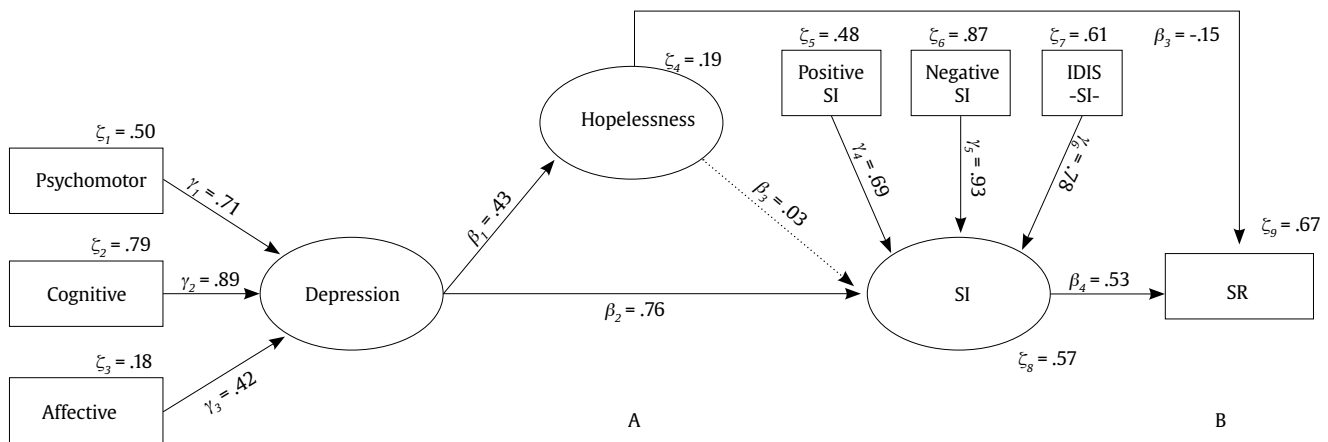 ζ₅ = .48
ζ₆ = .87
ζ₇ = .61
β₃ = -.15
ζ₄ = .19
Positive
SI
Negative
SI
IDIS
-SI-
Hopelessness
ζ₁ = .50
Psychomotor
γ₁ = .71
γ₄ = .69
γ₅ = .93
γ₆ = .78
β₁ = .43
β₃ = .03
ζ₉ = .67
ζ₂ = .79
Cognitive
γ₂ = .89
Depression
β₂ = .76
SI
β₄ = .53
SR
ζ₃ = .18
ζ₈ = .57
Affective
γ₃ = .42
A
B